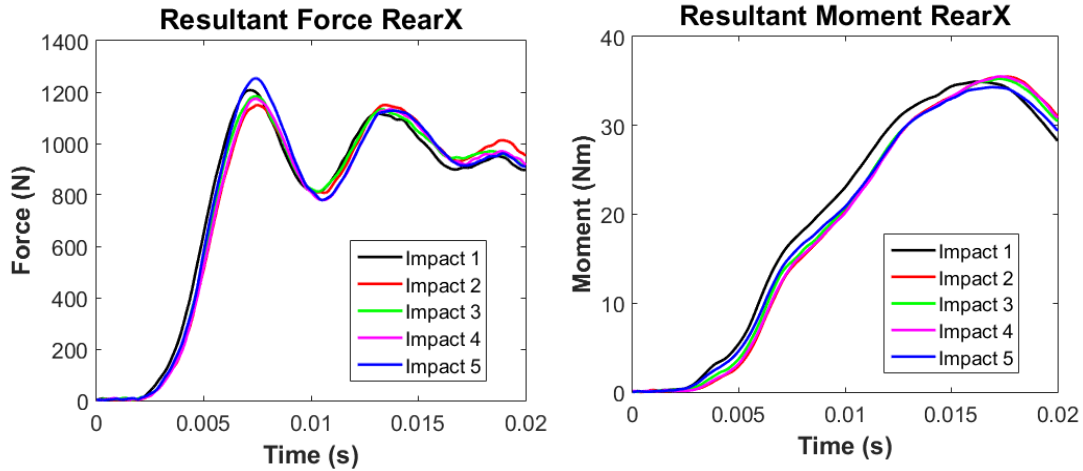 Resultant Force RearX
1400
1200
1000
800
600
400
200
0
Force (N)
Impact 1
Impact 2
Impact 3
Impact 4
Impact 5
0 0.005 0.01 0.015 0.02
Time (s)
Resultant Moment RearX
40
30
20
10
0
Moment (Nm)
Impact 1
Impact 2
Impact 3
Impact 4
Impact 5
0 0.005 0.01 0.015 0.02
Time (s)